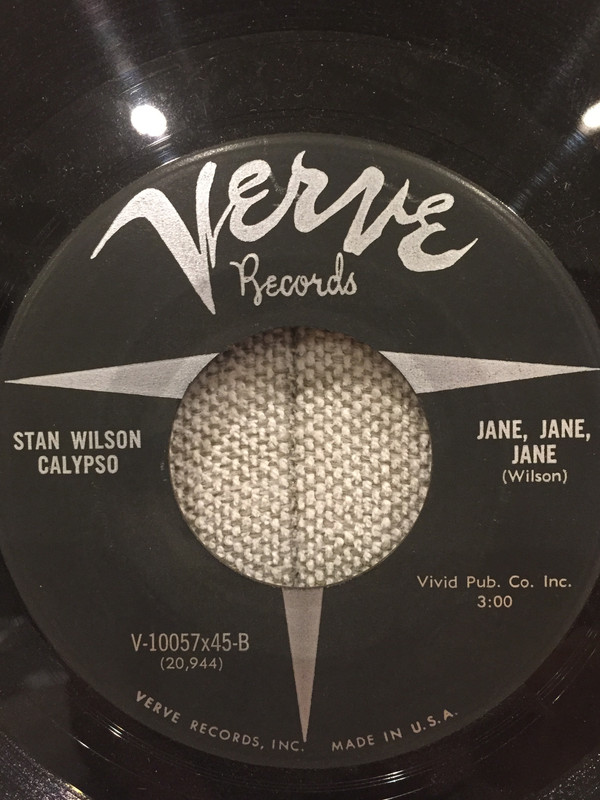 Verve
Records
STAN WILSON
CALYPSO
JANE, JANE,
JANE
(Wilson)
Vivid Pub. Co. Inc.
3:00
V-10057x45-B
(20,944)
VERVE RECORDS, INC. MADE IN U.S.A.